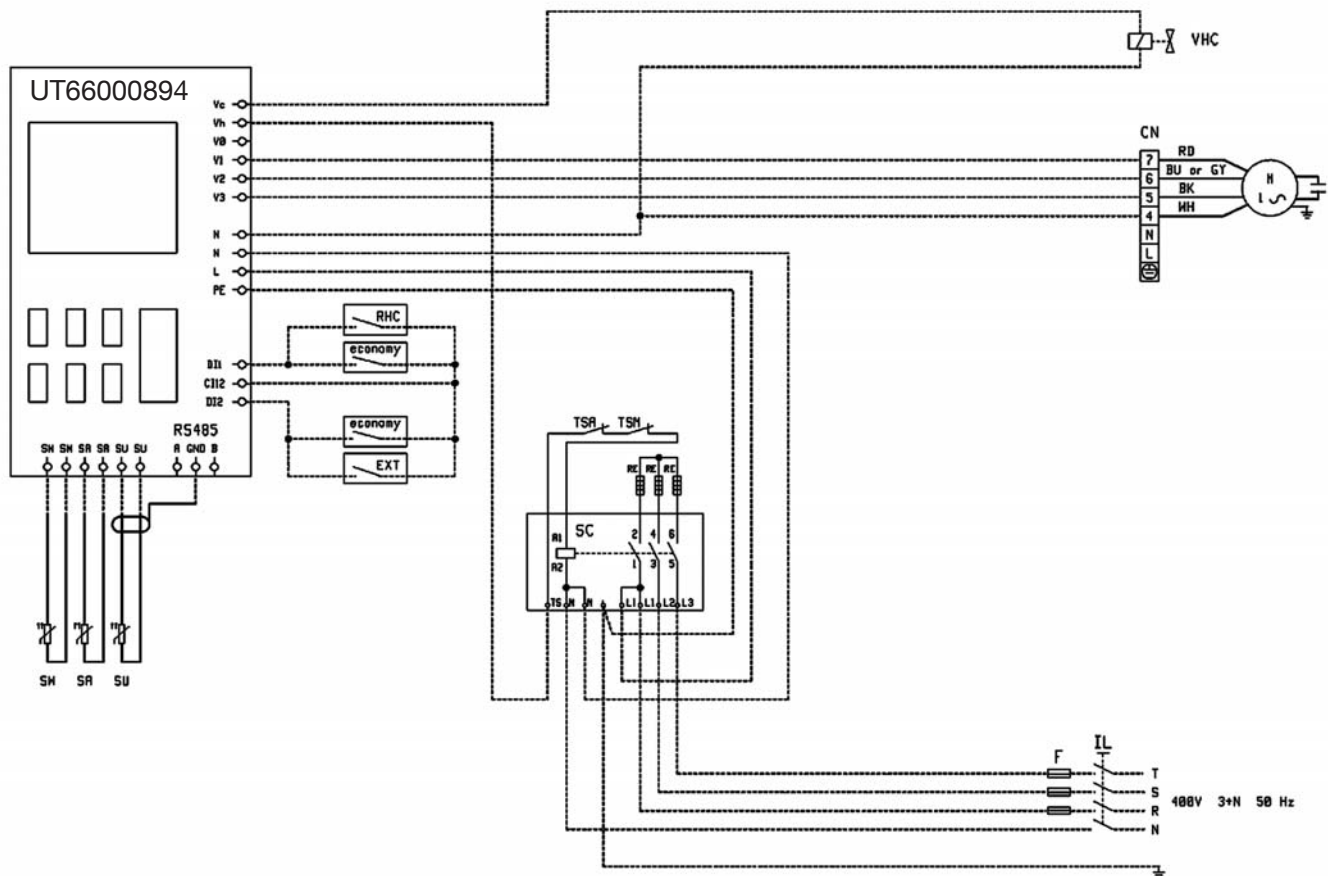 VHC
UT66000894
Vc
Vh
V0
CN
V1
7 RD
V2
6 BU or GY
V3
5 BK
M
1
4 WH
N
N
N
L
L
PE
RHC
DI1
economy
CI12
DI2
economy
TSA TSM
RS485
SW SW SA SA SU SU A GND B
EXT
RE RE RE
SC
2 4 6
A1
A2
1 3 5
TS N N L1 L1 L2 L3
SW SA SU
F IL
T
S
400V 3+N 50 Hz
R
N